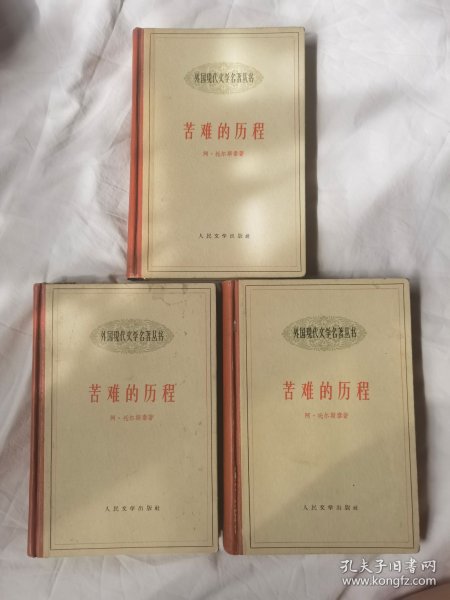 外国现代文学名著丛书
苦难的历程
阿·托尔斯泰著
人民文学出版社
外国现代文学名著丛书
苦难的历程
阿·托尔斯泰著
人民文学出版社
外国现代文学名著丛书
苦难的历程
阿·托尔斯泰著
人民文学出版社
孔夫子旧书网
www.kongfz.com